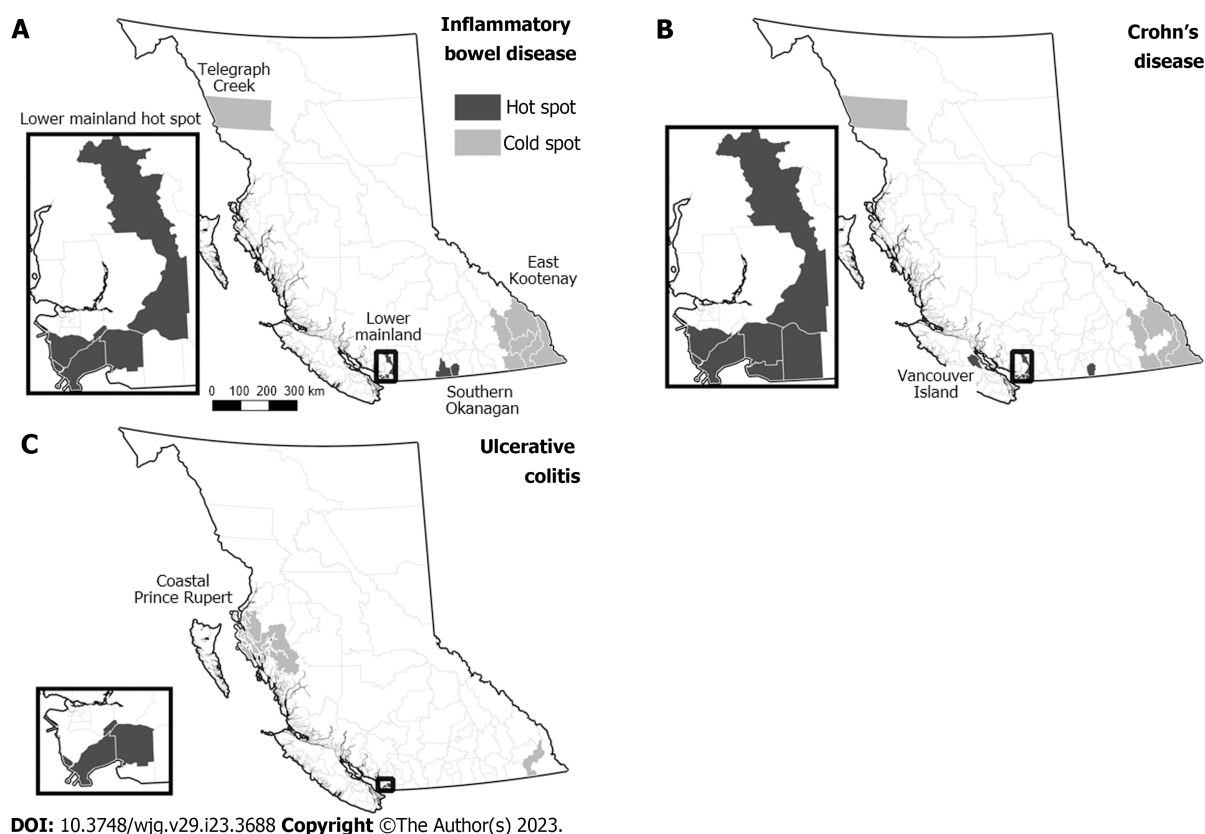 A
Inflammatory
bowel disease
Telegraph
Creek
Hot spot
Cold spot
Lower mainland hot spot
East
Kootenay
Lower
mainland
0 100 200 300 km
Southern
Okanagan
B
Crohn's
disease
Vancouver
Island
C
Ulcerative
colitis
Coastal
Prince Rupert
DOI: 10.3748/wjg.v29.i23.3688 Copyright ©The Author(s) 2023.